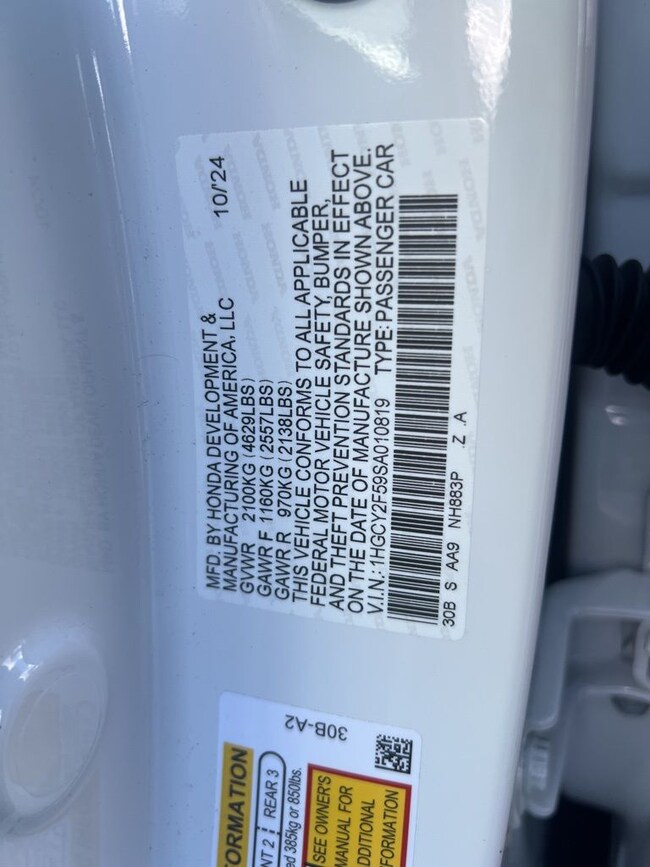 MFD. BY HONDA DEVELOPMENT & 10/'24
MANUFACTURING OF AMERICA, LLC
GVWR 2100KG (4629LBS)
GAWR F 1160KG (2557LBS)
GAWR R 970KG (2138LBS)
THIS VEHICLE CONFORMS TO ALL APPLICABLE
FEDERAL MOTOR VEHICLE SAFETY, BUMPER,
AND THEFT PREVENTION STANDARDS IN EFFECT
ON THE DATE OF MANUFACTURE SHOWN ABOVE.
V.I.N.:1HGCY2F59SA010819 TYPE:PASSENGER CAR
30B S AA9 NH883P Z .A
30B-A2
ORMATION
NT 2 REAR 3
ed 385kg or 850lbs.
SEE OWNER'S
MANUAL FOR
ADDITIONAL
INFORMATION